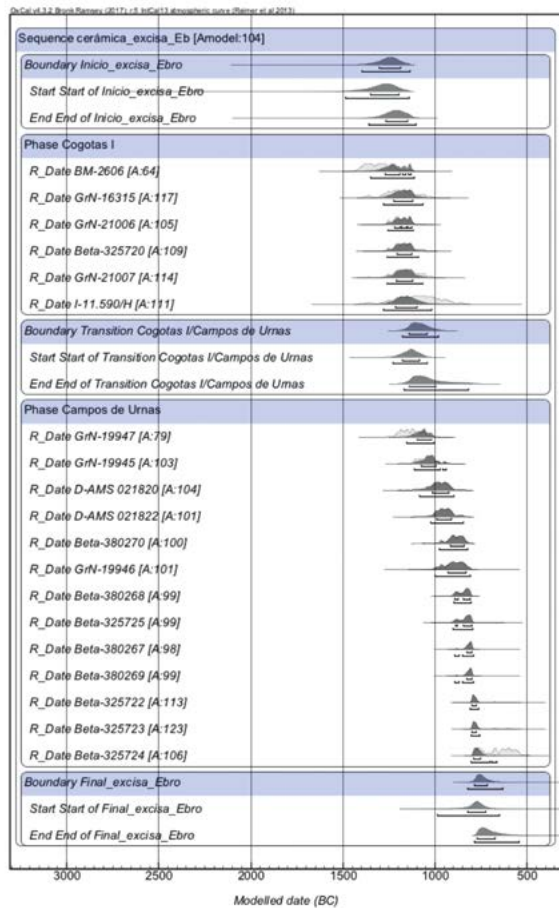 OxCal v4.3.2 Bronk Ramsey (2017); r:5 IntCal13 atmospheric curve (Reimer et al 2013)
Sequence cerámica_excisa_Eb [Amodel:104]
Boundary Inicio_excisa_Ebro
Start Start of Inicio_excisa_Ebro
End End of Inicio_excisa_Ebro
Phase Cogotas I
R_Date BM-2606 [A:64]
R_Date GrN-16315 [A:117]
R_Date GrN-21006 [A:105]
R_Date Beta-325720 [A:109]
R_Date GrN-21007 [A:114]
R_Date I-11.590/H [A:111]
Boundary Transition Cogotas I/Campos de Urnas
Start Start of Transition Cogotas I/Campos de Urnas
End End of Transition Cogotas I/Campos de Urnas
Phase Campos de Urnas
R_Date GrN-19947 [A:79]
R_Date GrN-19945 [A:103]
R_Date D-AMS 021820 [A:104]
R_Date D-AMS 021822 [A:101]
R_Date Beta-380270 [A:100]
R_Date GrN-19946 [A:101]
R_Date Beta-380268 [A:99]
R_Date Beta-325725 [A:99]
R_Date Beta-380267 [A:98]
R_Date Beta-380269 [A:99]
R_Date Beta-325722 [A:113]
R_Date Beta-325723 [A:123]
R_Date Beta-325724 [A:106]
Boundary Final_excisa_Ebro
Start Start of Final_excisa_Ebro
End End of Final_excisa_Ebro
3000 2500 2000 1500 1000 500
Modelled date (BC)